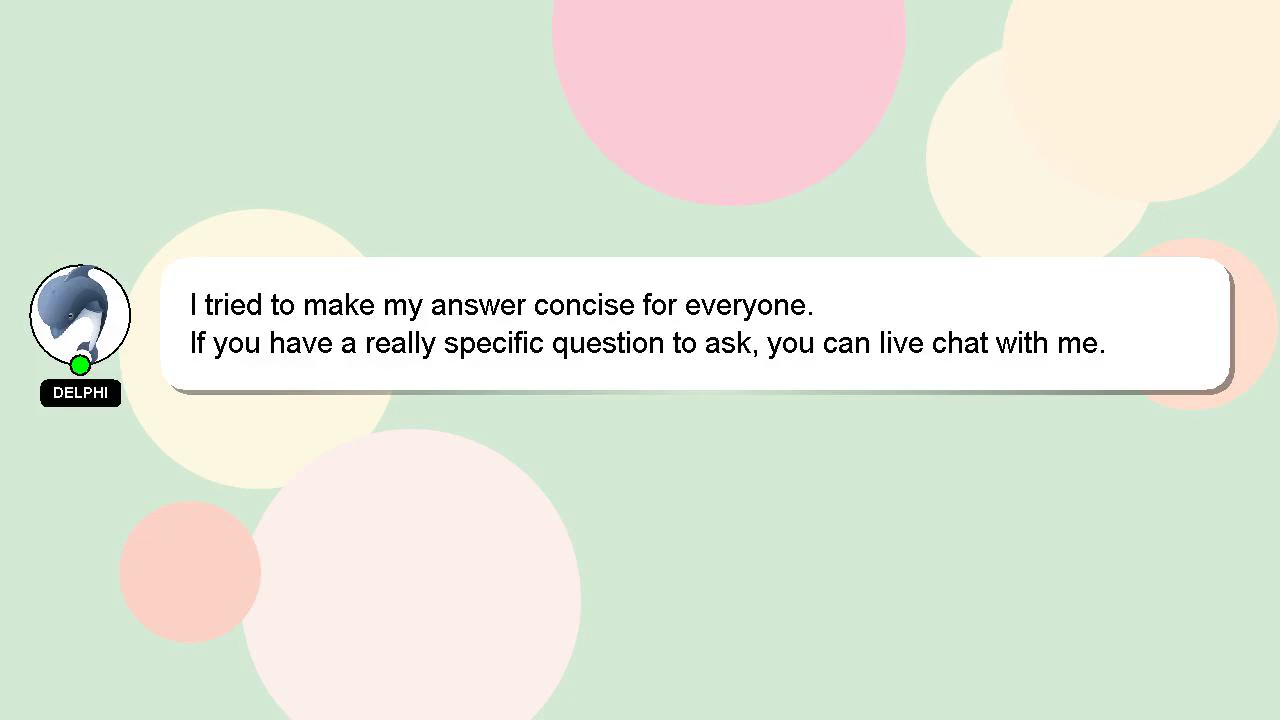 I tried to make my answer concise for everyone.
If you have a really specific question to ask, you can live chat with me.
DELPHI